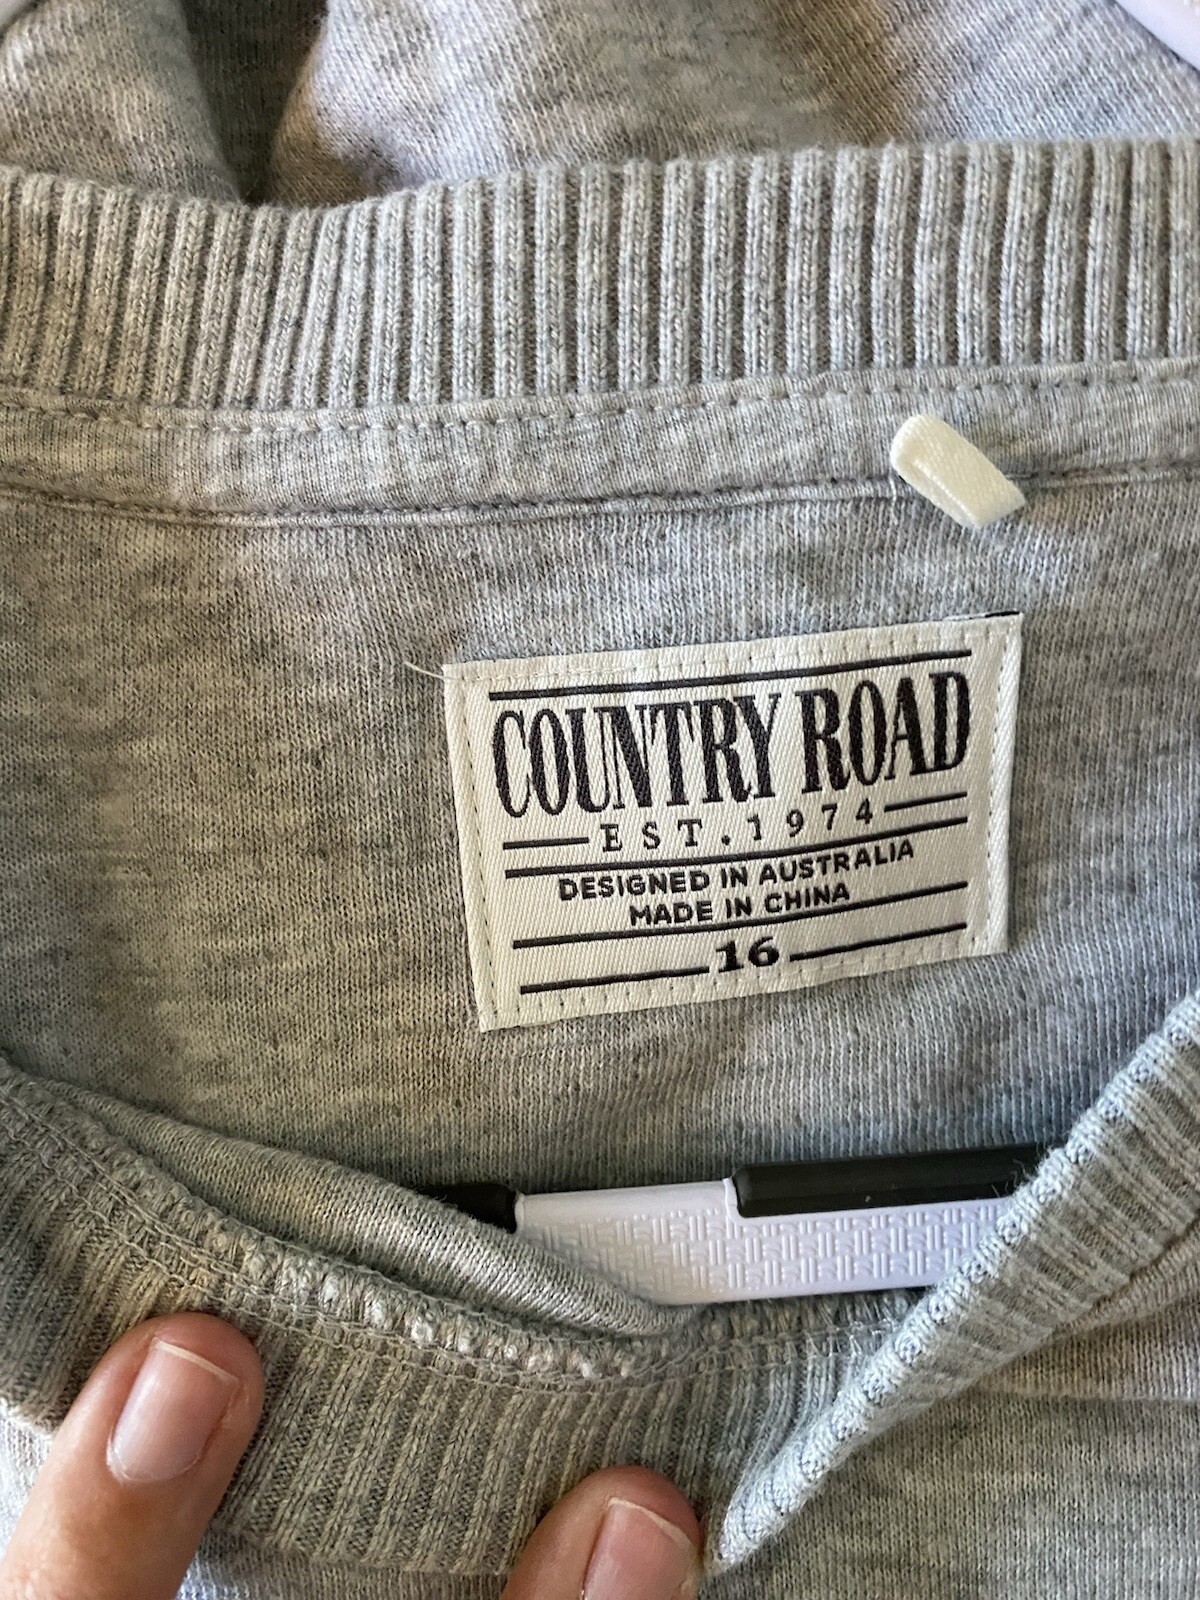 COUNTRY ROAD
EST.1974
DESIGNED IN AUSTRALIA
MADE IN CHINA
16